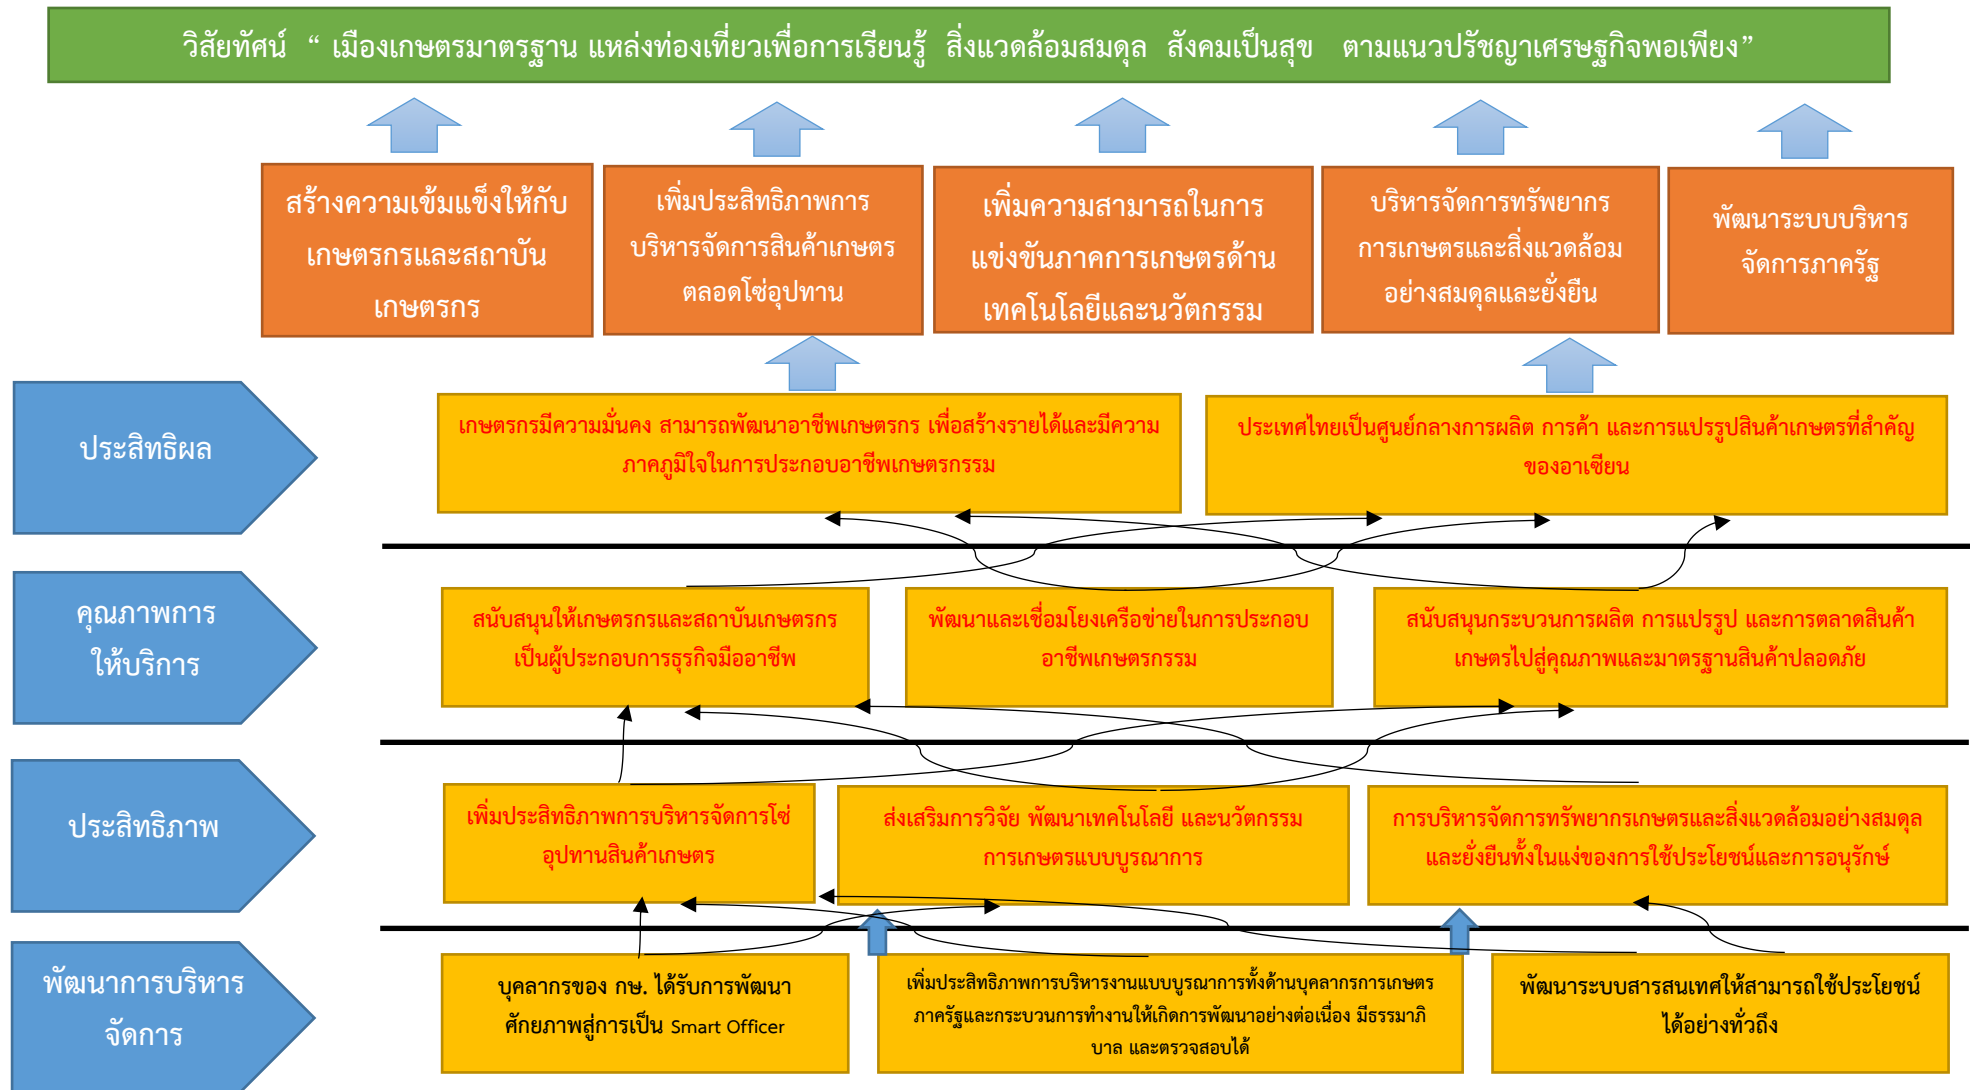 วิสัยทัศน์ “ เมืองเกษตรมาตรฐาน แหล่งท่องเที่ยวเพื่อการเรียนรู้ สิ่งแวดล้อมสมดุล สังคมเป็นสุข ตามแนวปรัชญาเศรษฐกิจพอเพียง”
สร้างความเข้มแข็งให้กับ
เกษตรกรและสถาบัน
เกษตรกร
เพิ่มประสิทธิภาพการ
บริหารจัดการสินค้าเกษตร
ตลอดโซ่อุปทาน
เพิ่มความสามารถในการ
แข่งขันภาคการเกษตรด้าน
เทคโนโลยีและนวัตกรรม
บริหารจัดการทรัพยากร
การเกษตรและสิ่งแวดล้อม
อย่างสมดุลและยั่งยืน
พัฒนาระบบบริหาร
จัดการภาครัฐ
ประสิทธิผล
เกษตรกรมีความมั่นคง สามารถพัฒนาอาชีพเกษตรกร เพื่อสร้างรายได้และมีความ
ภาคภูมิใจในการประกอบอาชีพเกษตรกรรม
ประเทศไทยเป็นศูนย์กลางการผลิต การค้า และการแปรรูปสินค้าเกษตรที่สำคัญ
ของอาเซียน
คุณภาพการ
ให้บริการ
สนับสนุนให้เกษตรกรและสถาบันเกษตรกร
เป็นผู้ประกอบการธุรกิจมืออาชีพ
พัฒนาและเชื่อมโยงเครือข่ายในการประกอบ
อาชีพเกษตรกรรม
สนับสนุนกระบวนการผลิต การแปรรูป และการตลาดสินค้า
เกษตรไปสู่คุณภาพและมาตรฐานสินค้าปลอดภัย
ประสิทธิภาพ
เพิ่มประสิทธิภาพการบริหารจัดการโซ่
อุปทานสินค้าเกษตร
ส่งเสริมการวิจัย พัฒนาเทคโนโลยี และนวัตกรรม
การเกษตรแบบบูรณาการ
การบริหารจัดการทรัพยากรเกษตรและสิ่งแวดล้อมอย่างสมดุล
และยั่งยืนทั้งในแง่ของการใช้ประโยชน์และการอนุรักษ์
พัฒนาการบริหาร
จัดการ
บุคลากรของ กษ. ได้รับการพัฒนา
ศักยภาพสู่การเป็น Smart Officer
เพิ่มประสิทธิภาพการบริหารงานแบบบูรณาการทั้งด้านบุคลากรการเกษตร
ภาครัฐและกระบวนการทำงานให้เกิดการพัฒนาอย่างต่อเนื่อง มีธรรมาภิ
บาล และตรวจสอบได้
พัฒนาระบบสารสนเทศให้สามารถใช้ประโยชน์
ได้อย่างทั่วถึง